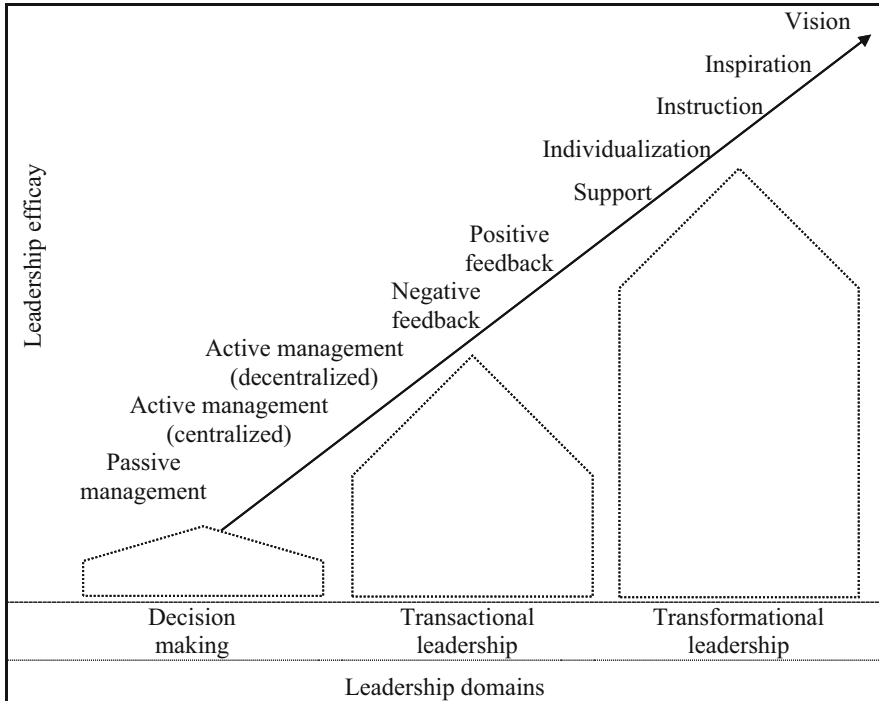 Vision
Inspiration
Instruction
Individualization
Support
Positive
feedback
Negative
feedback
Active management
(decentralized)
Active management
(centralized)
Passive
management
Leadership efficay
Decision
making
Transactional
leadership
Transformational
leadership
Leadership domains